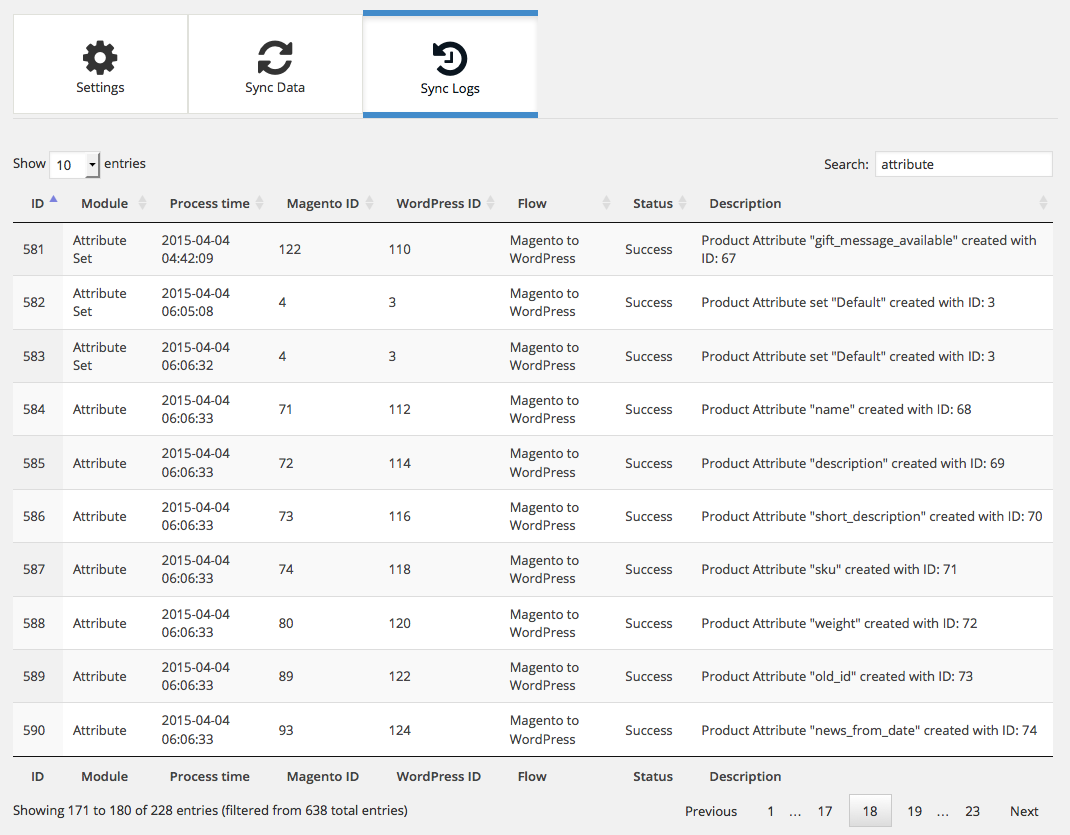 Settings Sync Data Sync Logs
Show 10 entries Search: attribute
ID Module Process time Magento ID WordPress ID Flow Status Description
581 Attribute Set 2015-04-04 04:42:09 122 110 Magento to WordPress Success Product Attribute "gift_message_available" created with ID: 67
582 Attribute Set 2015-04-04 06:05:08 4 3 Magento to WordPress Success Product Attribute set "Default" created with ID: 3
583 Attribute Set 2015-04-04 06:06:32 4 3 Magento to WordPress Success Product Attribute set "Default" created with ID: 3
584 Attribute 2015-04-04 06:06:33 71 112 Magento to WordPress Success Product Attribute "name" created with ID: 68
585 Attribute 2015-04-04 06:06:33 72 114 Magento to WordPress Success Product Attribute "description" created with ID: 69
586 Attribute 2015-04-04 06:06:33 73 116 Magento to WordPress Success Product Attribute "short_description" created with ID: 70
587 Attribute 2015-04-04 06:06:33 74 118 Magento to WordPress Success Product Attribute "sku" created with ID: 71
588 Attribute 2015-04-04 06:06:33 80 120 Magento to WordPress Success Product Attribute "weight" created with ID: 72
589 Attribute 2015-04-04 06:06:33 89 122 Magento to WordPress Success Product Attribute "old_id" created with ID: 73
590 Attribute 2015-04-04 06:06:33 93 124 Magento to WordPress Success Product Attribute "news_from_date" created with ID: 74
ID Module Process time Magento ID WordPress ID Flow Status Description
Showing 171 to 180 of 228 entries (filtered from 638 total entries) Previous 1 ... 17 18 19 ... 23 Next